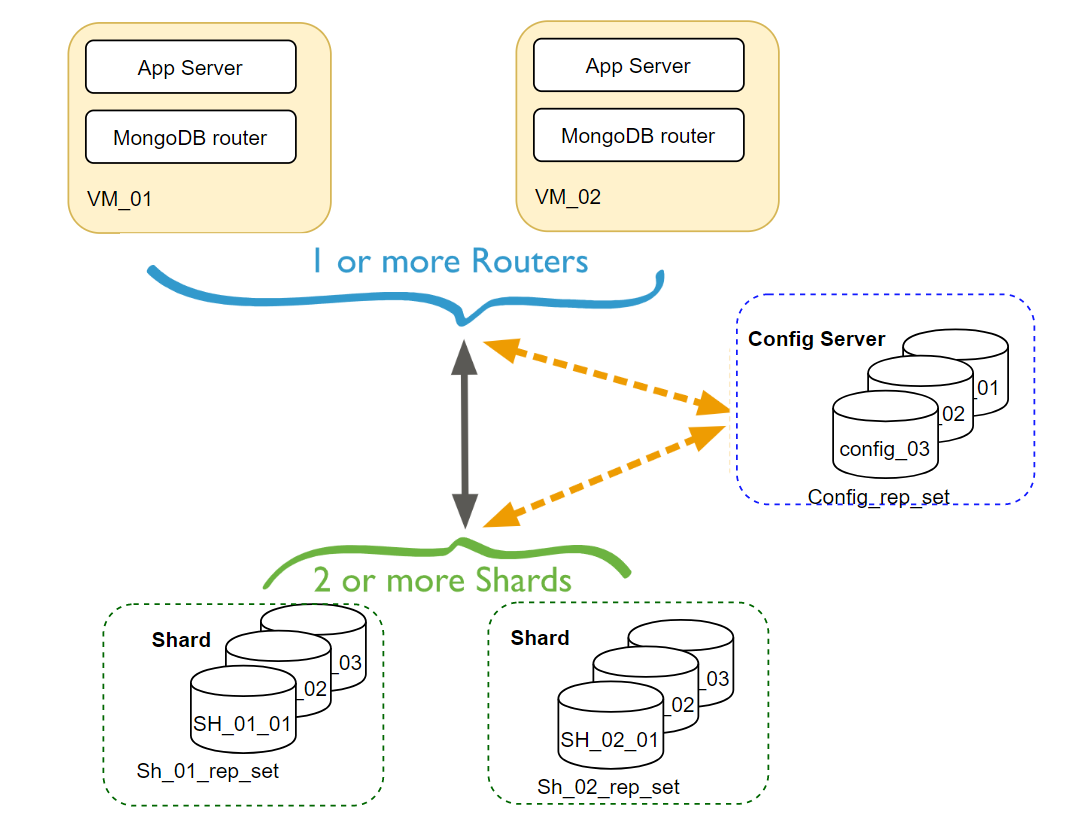 App Server
MongoDB router
VM_01
App Server
MongoDB router
VM_02
1 or more Routers
Config Server
_01
_02
config_03
Config_rep_set
2 or more Shards
Shard
_03
_02
SH_01_01
Sh_01_rep_set
Shard
_03
_02
SH_02_01
Sh_02_rep_set